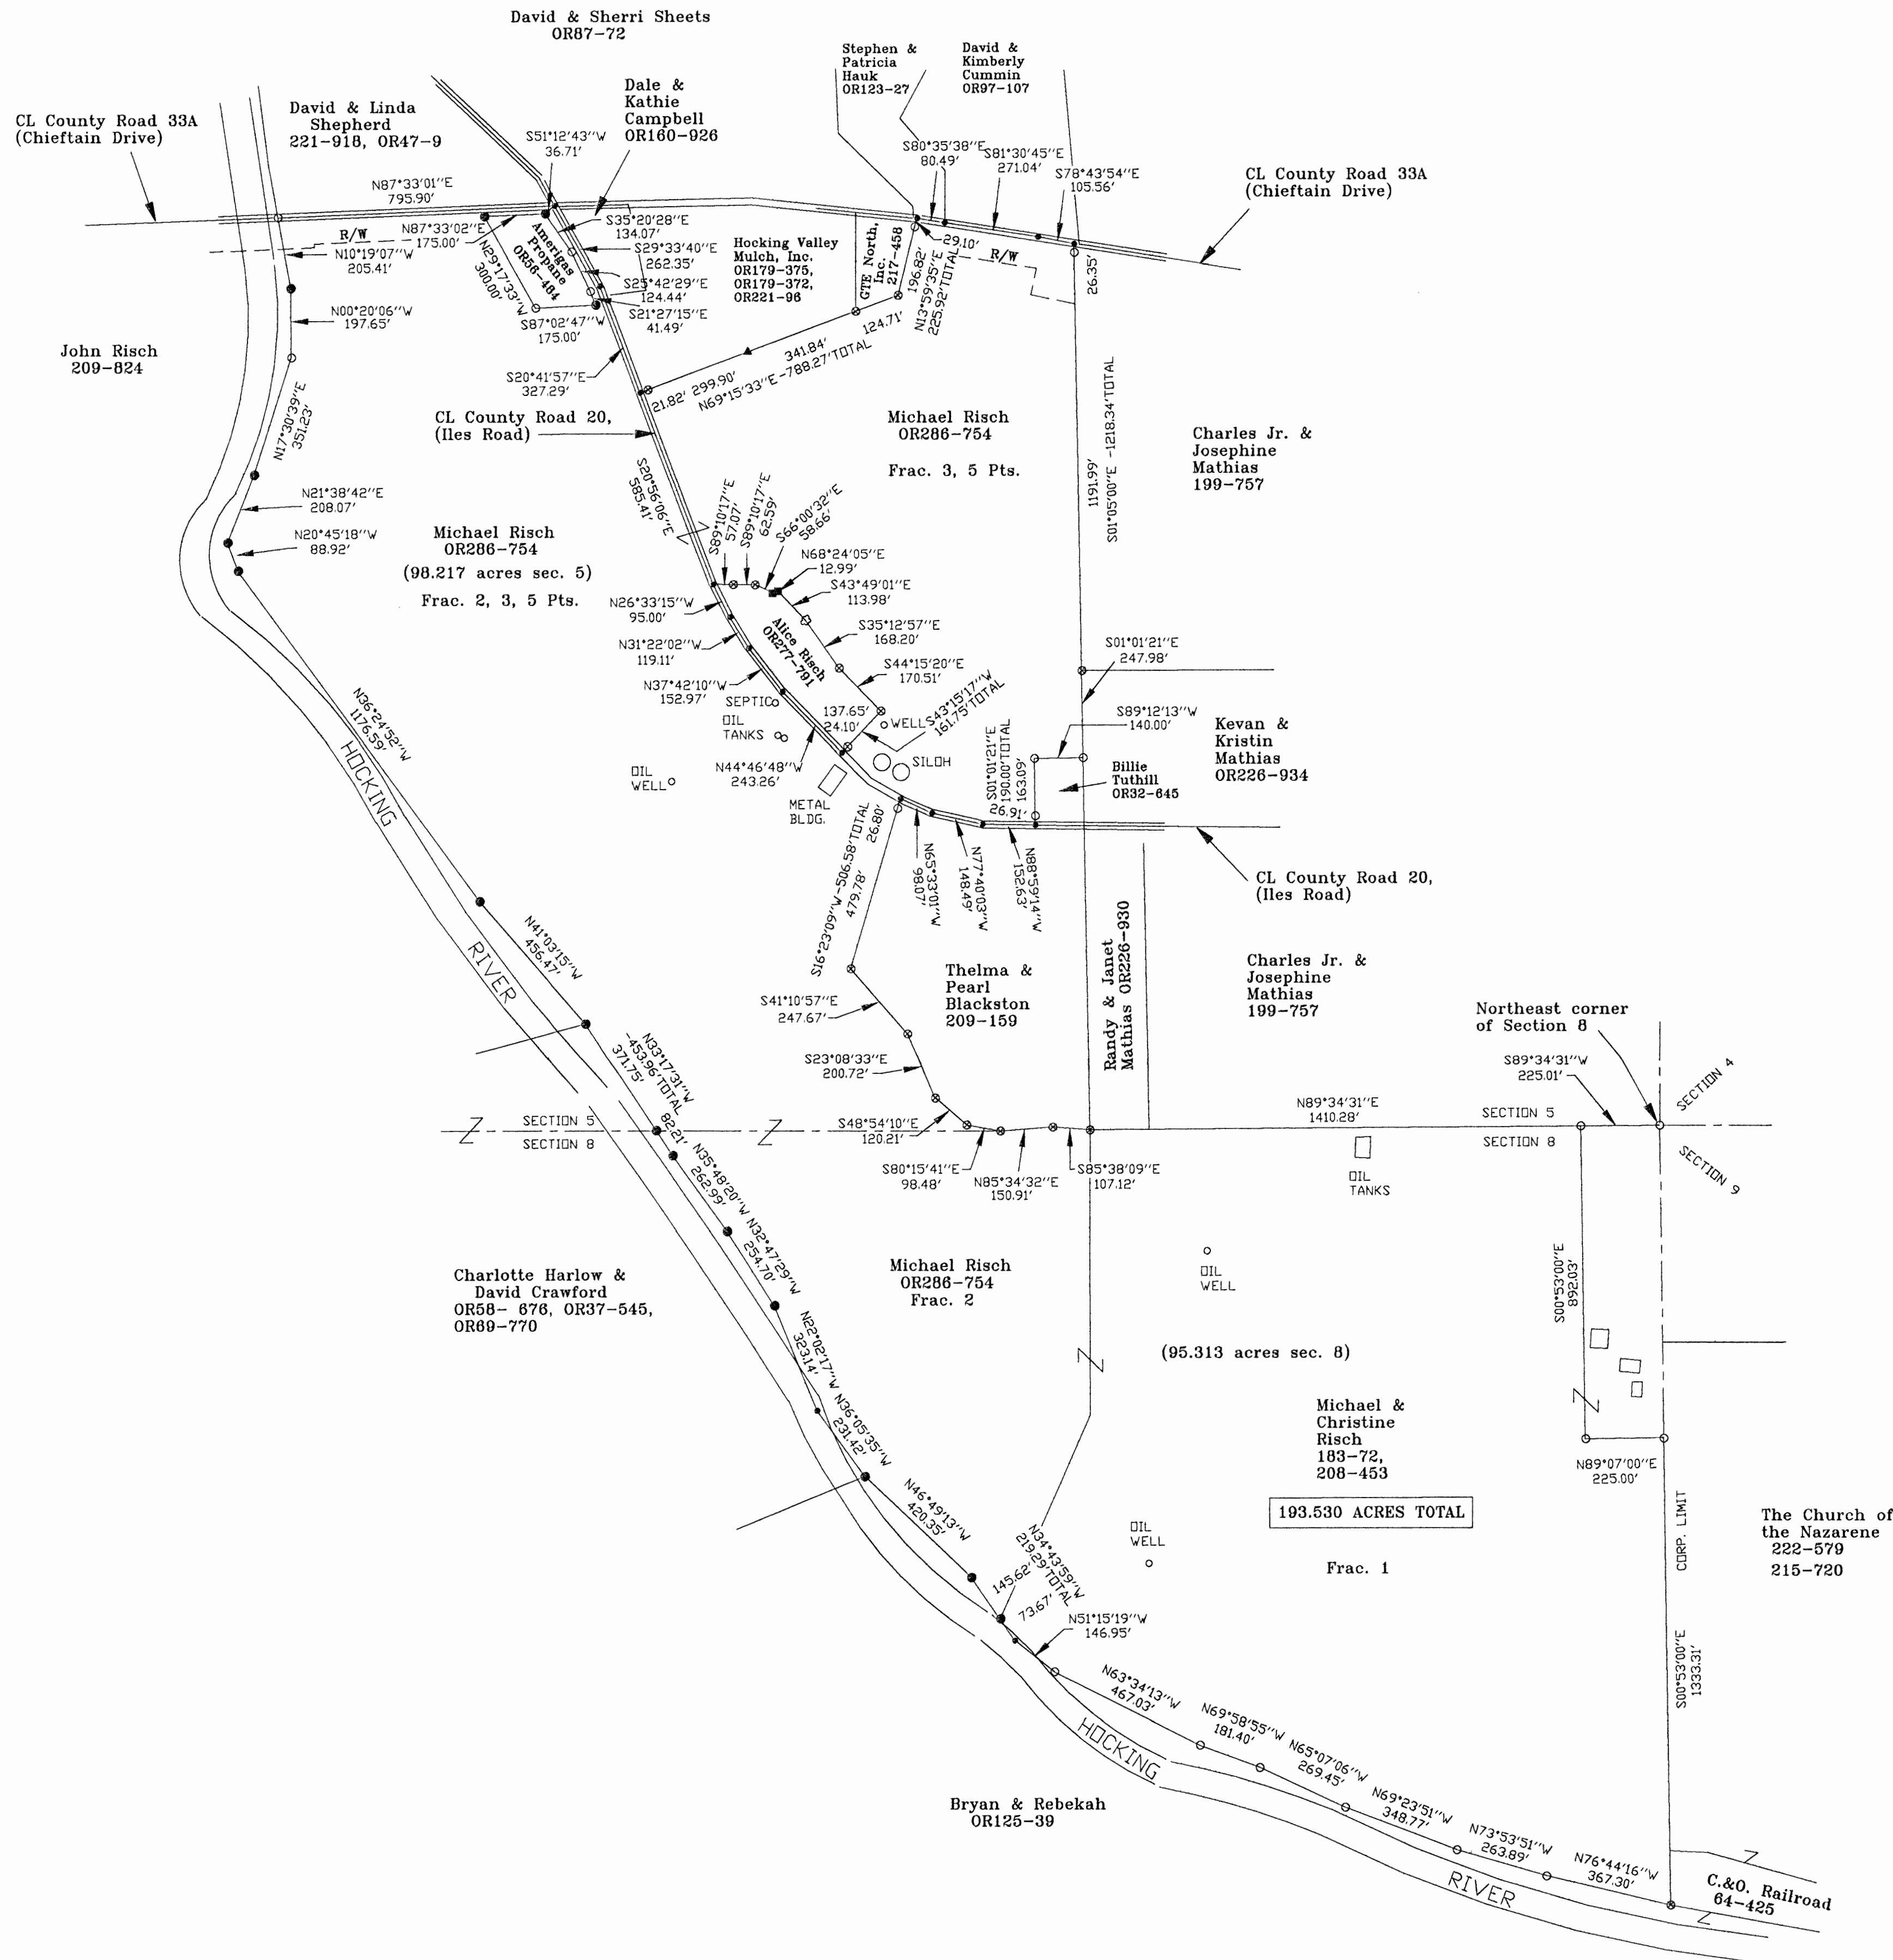 David & Sherri Sheets
OR87-72
Stephen &
Patricia
Hauk
OR123-27
David &
Kimberly
Cummin
OR97-107
Dale &
Kathie
Campbell
OR160-926
David & Linda
Shepherd
221-918, OR47-9
CL County Road 33A
(Chieftain Drive)
S51°12'43"W
36.71'
S80°35'38"E
80.49'
S81°30'45"E
271.04'
S78°43'54"E
105.56'
CL County Road 33A
(Chieftain Drive)
N87°33'01"E
795.90'
R/W
N87°33'02"E
175.00'
N10°19'07"W
205.41'
N29°17'33"W
300.00'
Amerigas
Propane
OR56-484
S35°20'28"E
134.07'
S29°33'40"E
262.35'
S25°42'29"E
124.44'
S21°27'15"E
41.49'
S87°02'47"W
175.00'
Hocking Valley
Mulch, Inc.
OR179-375,
OR179-372,
OR221-96
GTE North,
Inc.
217-458
29.10'
196.82'
N13°59'35"E
225.92'TOTAL
R/W
26.35'
N00°20'06"W
197.65'
John Risch
209-824
124.71'
341.84'
21.82' 299.90'
N69°15'33"E -788.27'TOTAL
S20°41'57"E
327.29'
CL County Road 20,
(Iles Road)
N17°30'39"E
351.23'
Michael Risch
OR286-754
Frac. 3, 5 Pts.
1191.99'
S01°05'00"E -1218.34'TOTAL
Charles Jr. &
Josephine
Mathias
199-757
S20°56'06"E
585.41'
N21°38'42"E
208.07'
N20°45'18"W
88.92'
Michael Risch
OR286-754
(98.217 acres sec. 5)
Frac. 2, 3, 5 Pts.
S89°10'17"E
57.07'
S89°10'17"E
62.59'
S66°00'32"E
58.66'
N68°24'05"E
12.99'
S43°49'01"E
113.98'
N26°33'15"W
95.00'
Alice Risch
OR277-791
S35°12'57"E
168.20'
N31°22'02"W
119.11'
S44°15'20"E
170.51'
N37°42'10"W
152.97'
S01°01'21"E
247.98'
SEPTIC
OIL
TANKS
137.65'
24.10'
WELL
S43°15'17"W
161.75'TOTAL
SILOH
N44°46'48"W
243.26'
OIL
WELL
METAL
BLDG.
S89°12'13"W
140.00'
S01°01'21"E
190.00'TOTAL
163.09'
26.91'
Billie
Tuthill
OR32-645
Kevan &
Kristin
Mathias
OR226-934
N36°24'52"W
1176.59'
HOCKING
RIVER
S16°23'09"W-506.58'TOTAL
26.80'
479.78'
N65°33'01"W
98.07'
N77°40'03"W
148.49'
N88°59'14"W
152.63'
CL County Road 20,
(Iles Road)
N41°03'15"W
456.47'
S41°10'57"E
247.67'
Thelma &
Pearl
Blackston
209-159
Randy & Janet
Mathias OR226-930
Charles Jr. &
Josephine
Mathias
199-757
Northeast corner
of Section 8
S89°34'31"W
225.01'
SECTION 4
N33°17'31"W
-453.96'TOTAL
371.75'
82.21'
S23°08'33"E
200.72'
S48°54'10"E
120.21'
SECTION 5
SECTION 8
N89°34'31"E
1410.28'
SECTION 5
SECTION 8
SECTION 9
S80°15'41"E
98.48'
N85°34'32"E
150.91'
S85°38'09"E
107.12'
OIL
TANKS
N35°48'20"W
262.99'
N32°47'29"W
254.70'
Charlotte Harlow &
David Crawford
OR58- 676, OR37-545,
OR69-770
Michael Risch
OR286-754
Frac. 2
OIL
WELL
S00°53'00"E
892.03'
N22°02'17"W
323.14'
(95.313 acres sec. 8)
N36°05'35"W
231.42'
Michael &
Christine
Risch
183-72,
208-453
N89°07'00"E
225.00'
193.530 ACRES TOTAL
Frac. 1
N46°49'13"W
420.35'
OIL
WELL
CORP. LIMIT
The Church of
the Nazarene
222-579
215-720
N34°43'59"W
219.29'TOTAL
145.62'
73.67'
N51°15'19"W
146.95'
S00°53'00"E
1333.31'
N63°34'13"W
467.03'
N69°58'55"W
181.40'
N65°07'06"W
269.45'
N69°23'51"W
348.77'
N73°53'51"W
263.89'
N76°44'16"W
367.30'
HOCKING
RIVER
Bryan & Rebekah
OR125-39
C.&O. Railroad
64-425